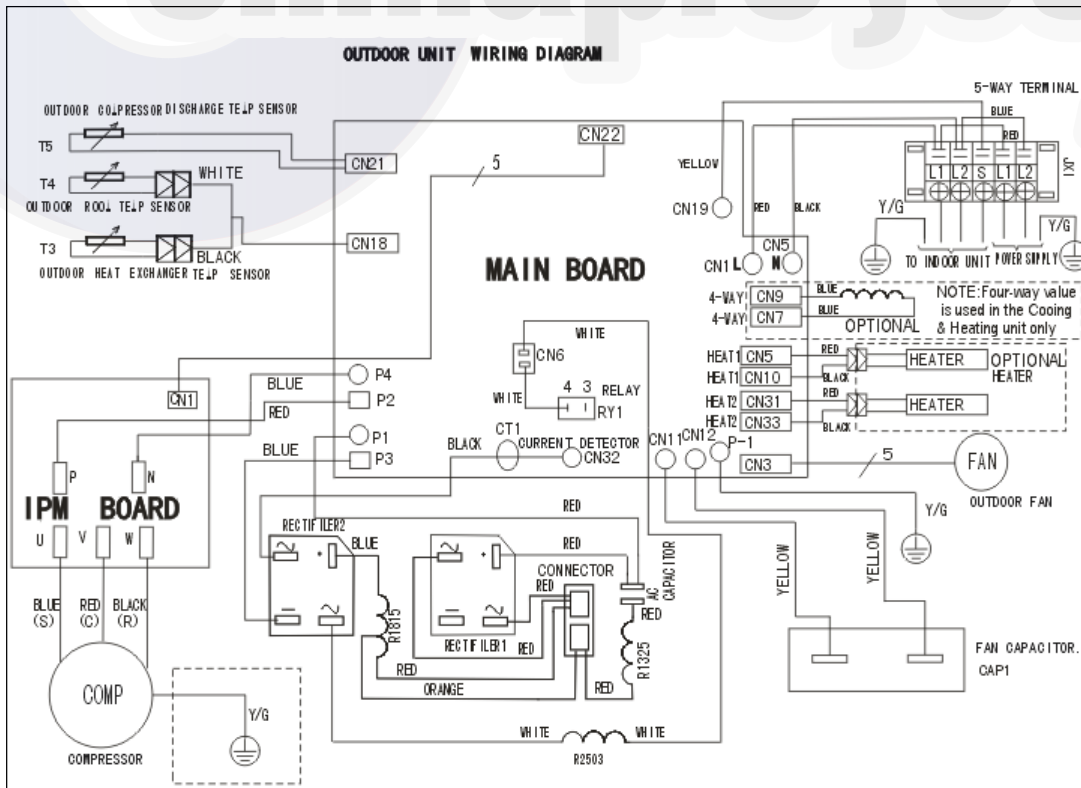 OUTDOOR UNIT WIRING DIAGRAM
5-WAY TERMINAL
OUTDOOR COMPRESSOR DISCHARGE TEMP SENSOR
T5
CN21
CN22
5
BLUE
RED
JX1
L1 L2 S L1 L2
T4
WHITE
OUTDOOR ROOM TEMP SENSOR
YELLOW
CN19
RED
BLACK
Y/G
Y/G
T3
BLACK
CN18
OUTDOOR HEAT EXCHANGER TEMP SENSOR
MAIN BOARD
CN5
CN1 L N
TO INDOOR UNIT POWER SUPPLY
4-WAY CN9 BLUE
4-WAY CN7 BLUE
OPTIONAL
NOTE:Four-way value
is used in the Cooing
& Heating unit only
WHITE
CN6
HEAT1 CN5 RED HEATER OPTIONAL
HEATER
HEAT1 CN10 BLACK
HEAT2 CN31 RED HEATER
HEAT2 CN33 BLACK
4 3 RELAY
WHITE
RY1
CN1
BLUE P4
RED P2
P1
BLUE P3
BLACK CT1
CURRENT DETECTOR
CN32
CN11 CN12 P-1
CN3
5
FAN
OUTDOOR FAN
P N
IPM BOARD
U V W
Y/G
RED
RECTIFILER2
BLUE
RED
CONNECTOR
RED
AC CAPACITOR
RED
YELLOW
YELLOW
BLUE
(S)
RED
(C)
BLACK
(R)
R1815
RECTIFILER1
RED
RED
ORANGE
RED
R1325
FAN CAPACITOR.
CAP1
COMP
Y/G
COMPRESSOR
WHITE WHITE
R2503